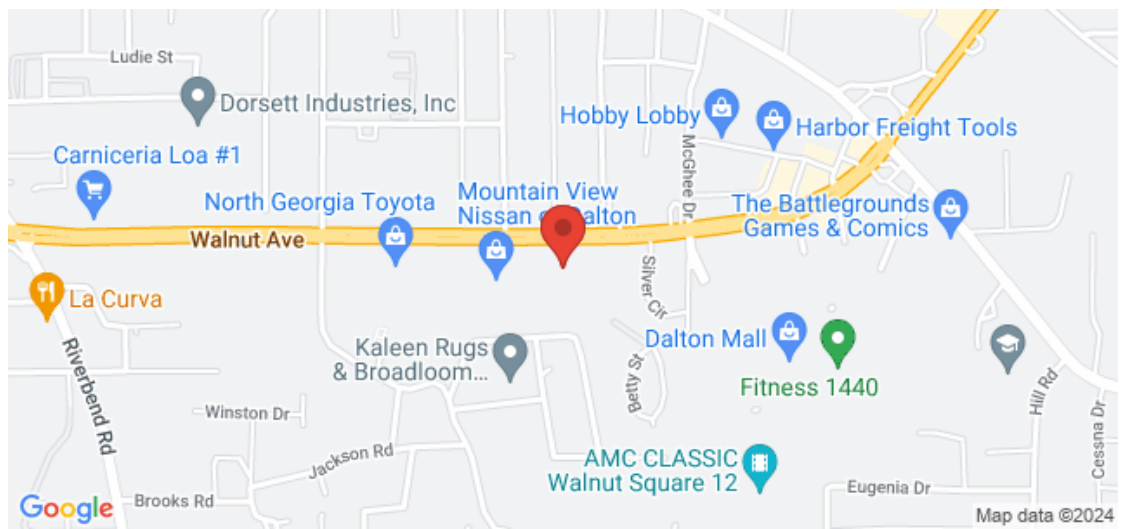 Ludie St
Dorsett Industries, Inc
Hobby Lobby
Harbor Freight Tools
McGhee Dr
Carniceria Loa #1
North Georgia Toyota
Mountain View
Nissan of Dalton
The Battlegrounds
Games & Comics
Walnut Ave
Silver Cir
La Curva
Kaleen Rugs
& Broadloom...
Dalton Mall
Fitness 1440
Betty St
Riverbend Rd
Hill Rd
Cessna Dr
Winston Dr
Jackson Rd
AMC CLASSIC
Walnut Square 12
Brooks Rd
Eugenia Dr
Google
Map data ©2024